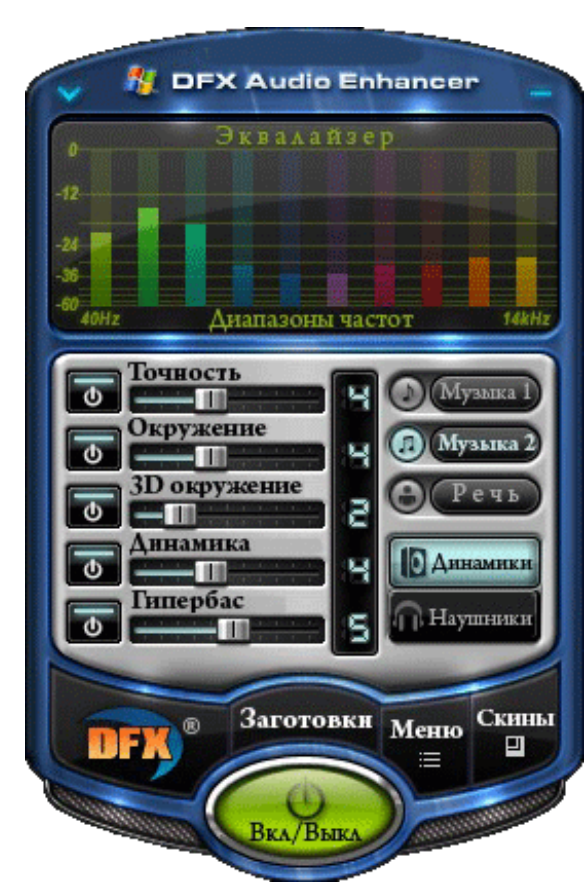 DFX Audio Enhancer
Эквалайзер
0
-12
-24
-36
-60
40Hz
Диапазоны частот
14kHz
Точность
4
Музыка 1
Окружение
4
Музыка 2
3D окружение
2
Речь
Динамика
4
Динамики
Гипербас
5
Наушники
DFX®
Заготовки
Меню
Скины
Вкл/Выкл